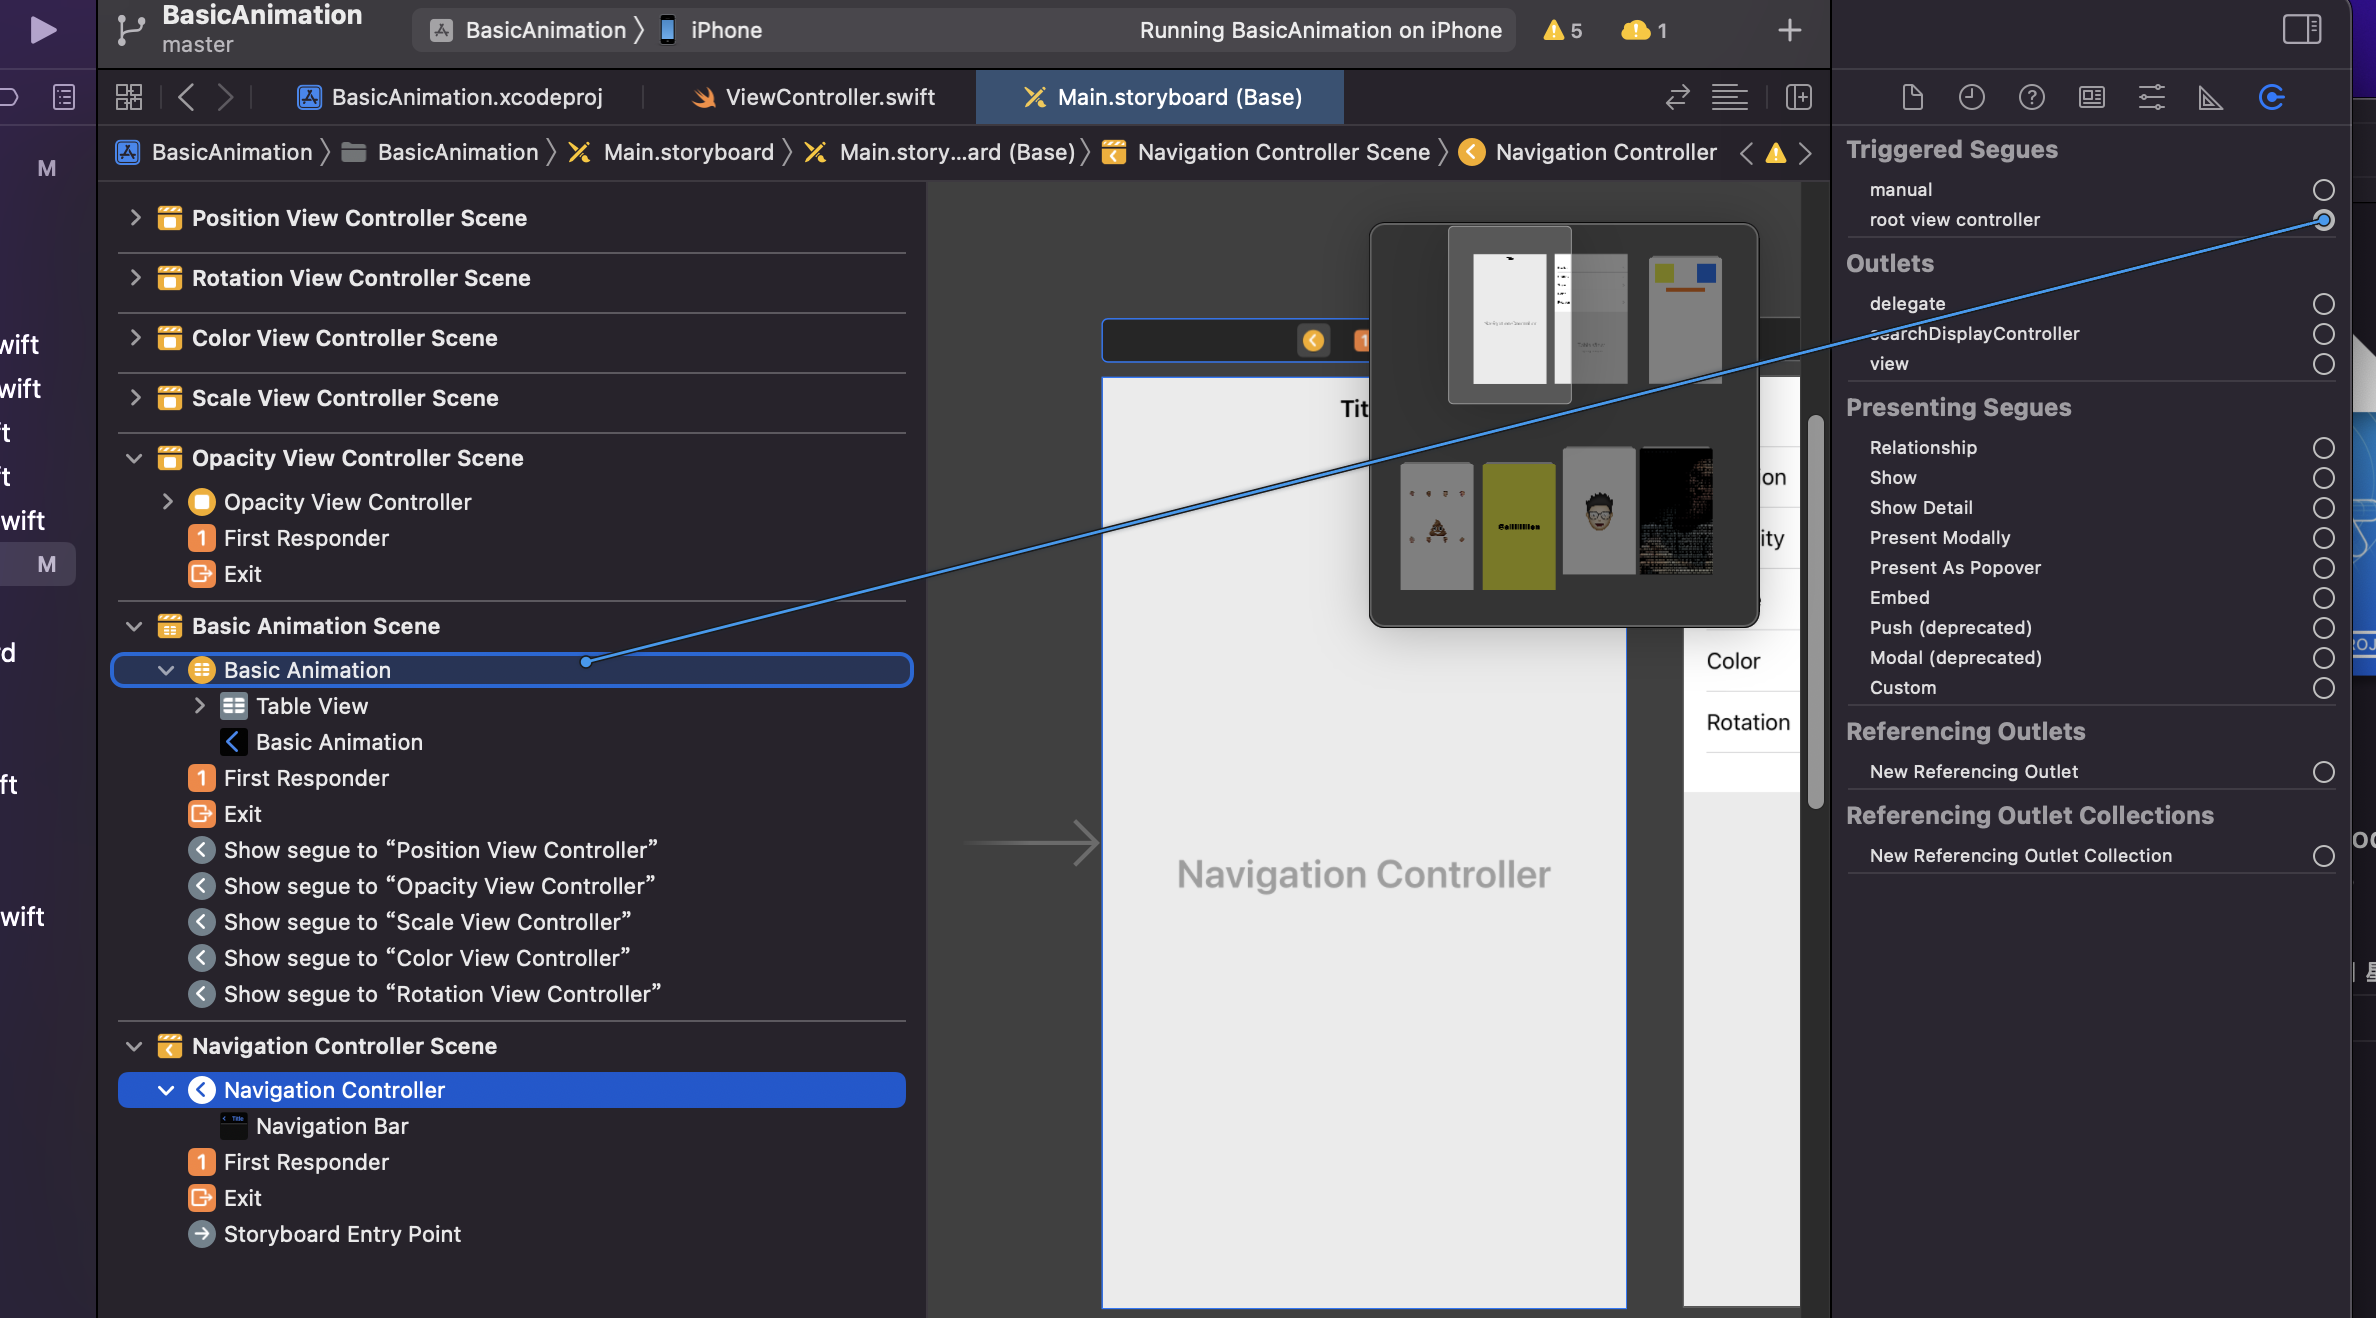 BasicAnimation
master
BasicAnimation
iPhone
Running BasicAnimation on iPhone
5
1
BasicAnimation.xcodeproj
ViewController.swift
Main.storyboard (Base)
BasicAnimation
BasicAnimation
Main.storyboard
Main.story...ard (Base)
Navigation Controller Scene
Navigation Controller
M
wift
wift
t
t
wift
M
d
ft
wift
Position View Controller Scene
Rotation View Controller Scene
Color View Controller Scene
Scale View Controller Scene
Opacity View Controller Scene
Opacity View Controller
1 First Responder
Exit
Basic Animation Scene
Basic Animation
Table View
Basic Animation
1 First Responder
Exit
Show segue to “Position View Controller”
Show segue to “Opacity View Controller”
Show segue to “Scale View Controller”
Show segue to “Color View Controller”
Show segue to “Rotation View Controller”
Navigation Controller Scene
Navigation Controller
Navigation Bar
1 First Responder
Exit
Storyboard Entry Point
1
Tit
on
ity
Color
Rotation
Navigation Controller
Triggered Segues
manual
root view controller
Outlets
delegate
searchDisplayController
view
Presenting Segues
Relationship
Show
Show Detail
Present Modally
Present As Popover
Embed
Push (deprecated)
Modal (deprecated)
Custom
Referencing Outlets
New Referencing Outlet
Referencing Outlet Collections
New Referencing Outlet Collection